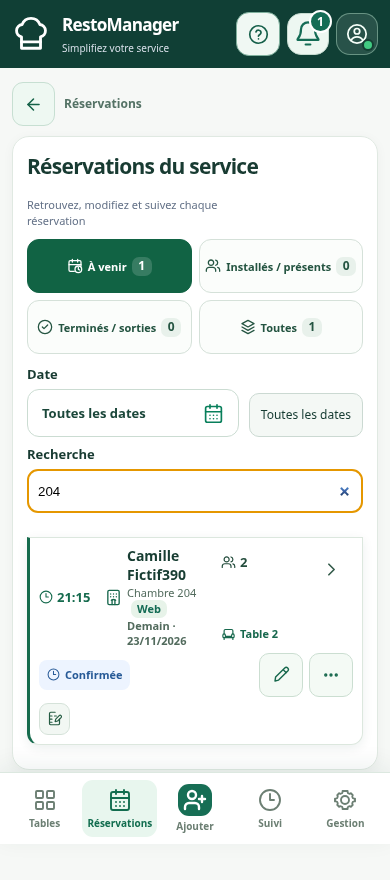 RestoManager
Simplifiez votre service
1
Réservations
Réservations du service
Retrouvez, modifiez et suivez chaque
réservation
À venir 1
Installés / présents 0
Terminés / sorties 0
Toutes 1
Date
Toutes les dates
Toutes les dates
Recherche
204
21:15
Camille
Fictif390
Chambre 204
Web
Demain ·
23/11/2026
2
Table 2
Confirmée
Tables
Réservations
Ajouter
Suivi
Gestion